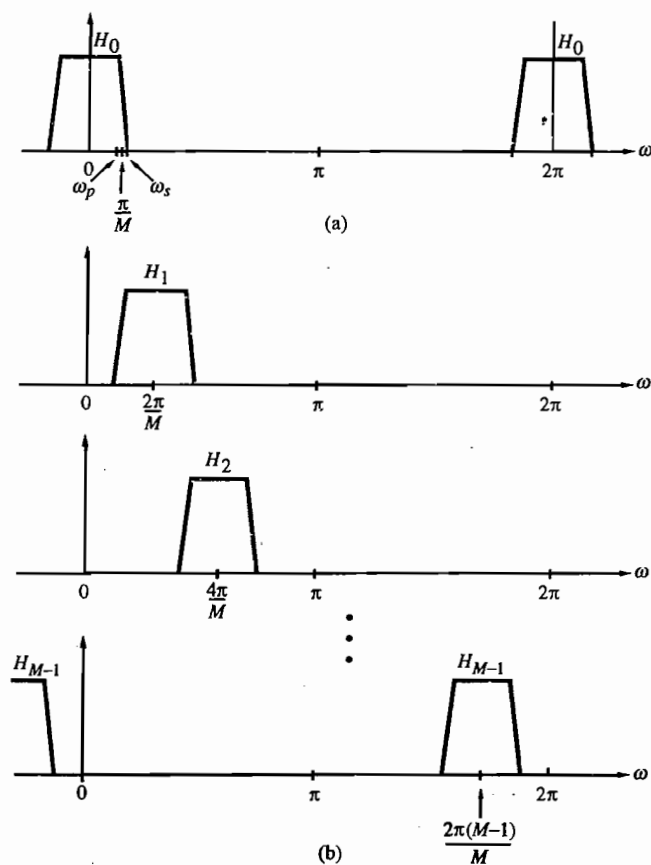 H0 H0
0 π 2π ω
ωp π/M ωs
(a)
H1
0 2π/M π 2π ω
H2
0 4π/M π 2π ω
HM−1 HM−1
0 π 2π(M−1)/M 2π ω
(b)